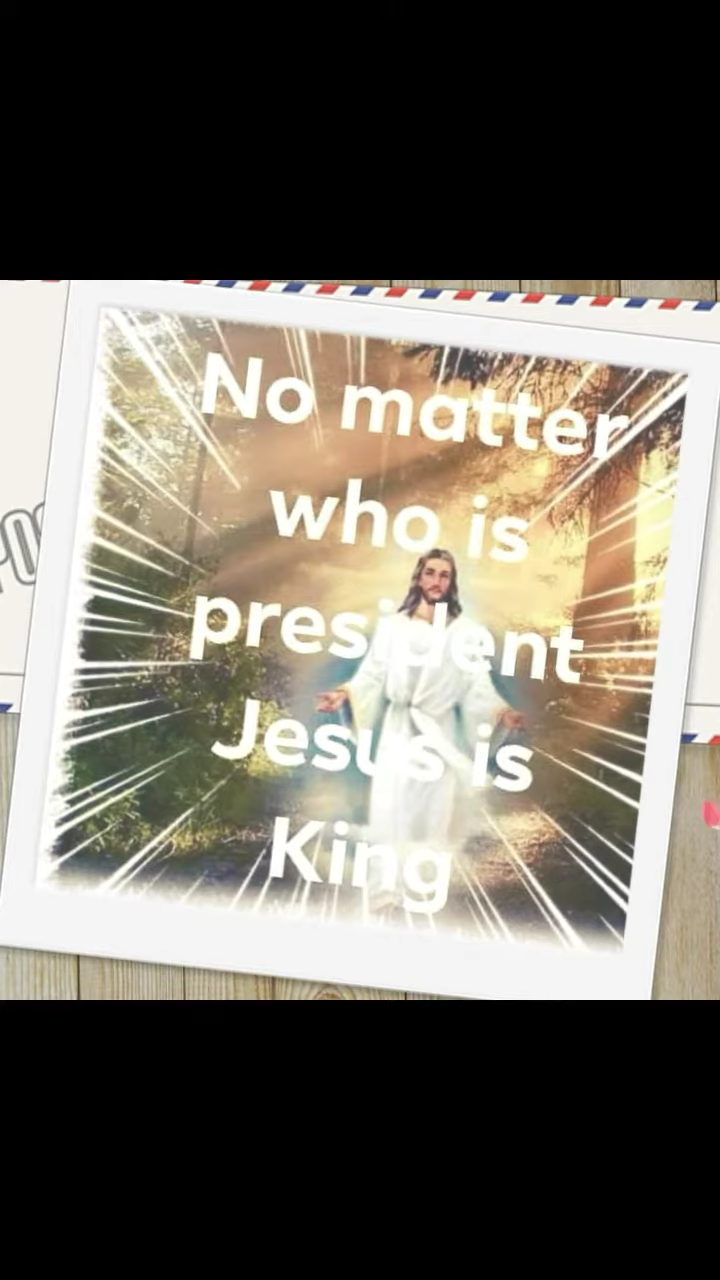 No matter
who is
president
Jesus is
King